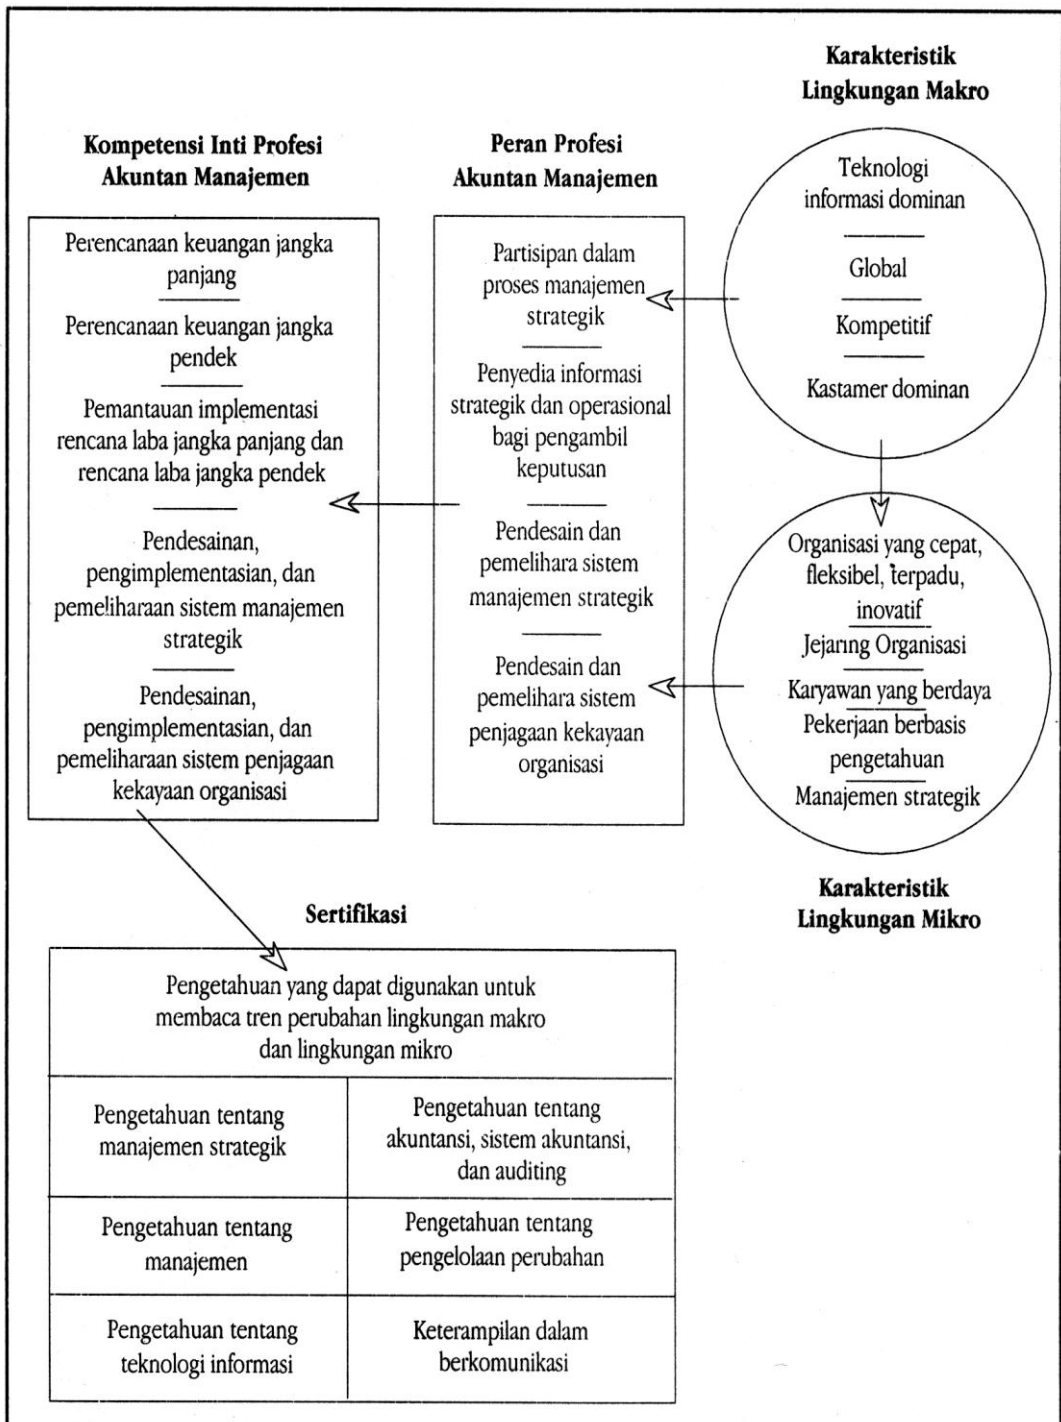 Kompetensi Inti Profesi
Akuntan Manajemen
Perencanaan keuangan jangka
panjang
Perencanaan keuangan jangka
pendek
Pemantauan implementasi
rencana laba jangka panjang dan
rencana laba jangka pendek
Pendesainan,
pengimplementasian, dan
pemeliharaan sistem manajemen
strategik
Pendesainan,
pengimplementasian, dan
pemeliharaan sistem penjagaan
kekayaan organisasi
Peran Profesi
Akuntan Manajemen
Partisipan dalam
proses manajemen
strategik
Penyedia informasi
strategik dan operasional
bagi pengambil
keputusan
Pendesain dan
pemelihara sistem
manajemen strategik
Pendesain dan
pemelihara sistem
penjagaan kekayaan
organisasi
Karakteristik
Lingkungan Makro
Teknologi
informasi dominan
Global
Kompetitif
Kastamer dominan
Organisasi yang cepat,
fleksibel, terpadu,
inovatif
Jejaring Organisasi
Karyawan yang berdaya
Pekerjaan berbasis
pengetahuan
Manajemen strategik
Karakteristik
Lingkungan Mikro
Sertifikasi
Pengetahuan yang dapat digunakan untuk
membaca tren perubahan lingkungan makro
dan lingkungan mikro
Pengetahuan tentang
manajemen strategik
Pengetahuan tentang
akuntansi, sistem akuntansi,
dan auditing
Pengetahuan tentang
manajemen
Pengetahuan tentang
pengelolaan perubahan
Pengetahuan tentang
teknologi informasi
Keterampilan dalam
berkomunikasi